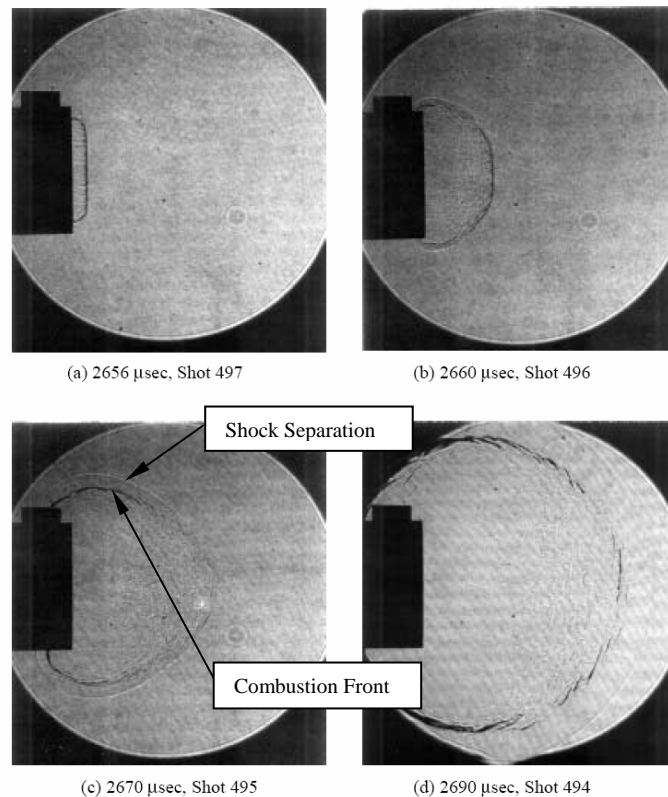 (a) 2656 μsec, Shot 497
(b) 2660 μsec, Shot 496
Shock Separation
Combustion Front
(c) 2670 μsec, Shot 495
(d) 2690 μsec, Shot 494